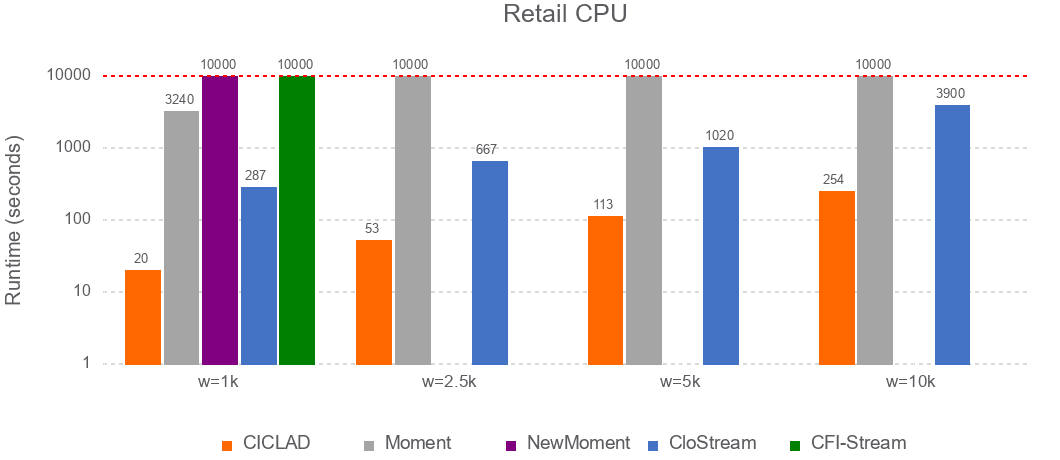 Retail CPU
Runtime (seconds)
10000
1000
100
10
1
20
3240
10000
287
10000
53
10000
667
113
10000
1020
254
10000
3900
w=1k
w=2.5k
w=5k
w=10k
CICLAD
Moment
NewMoment
CloStream
CFI-Stream